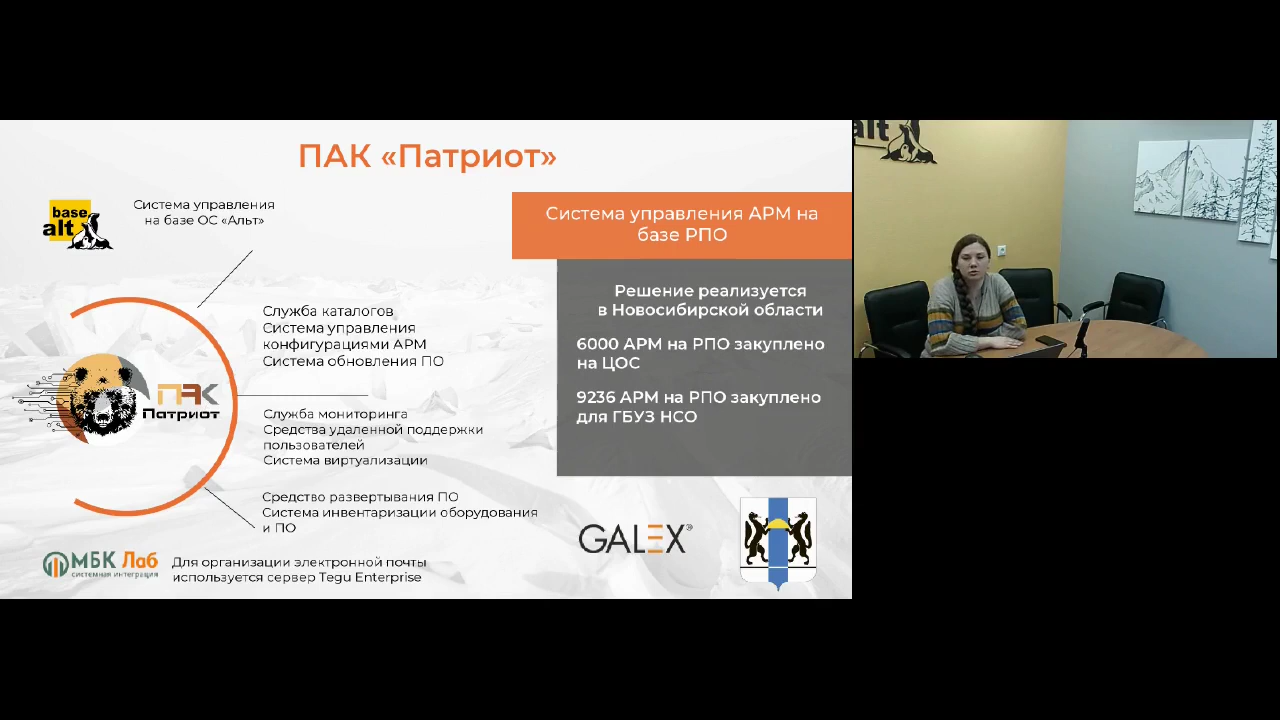 ПАК «Патриот»
base
alt
Система управления
на базе ОС «Альт»
Служба каталогов
Система управления
конфигурациями АРМ
Система обновления ПО
ПАК
Патриот
Служба мониторинга
Средства удаленной поддержки
пользователей
Система виртуализации
Средство развертывания ПО
Система инвентаризации оборудования
и ПО
МБК Лаб
системная интеграция
Для организации электронной почты
используется сервер Tegu Enterprise
Система управления АРМ на
базе РПО
Решение реализуется
в Новосибирской области
6000 АРМ на РПО закуплено
на ЦОС
9236 АРМ на РПО закуплено
для ГБУЗ НСО
GALEX®
alt